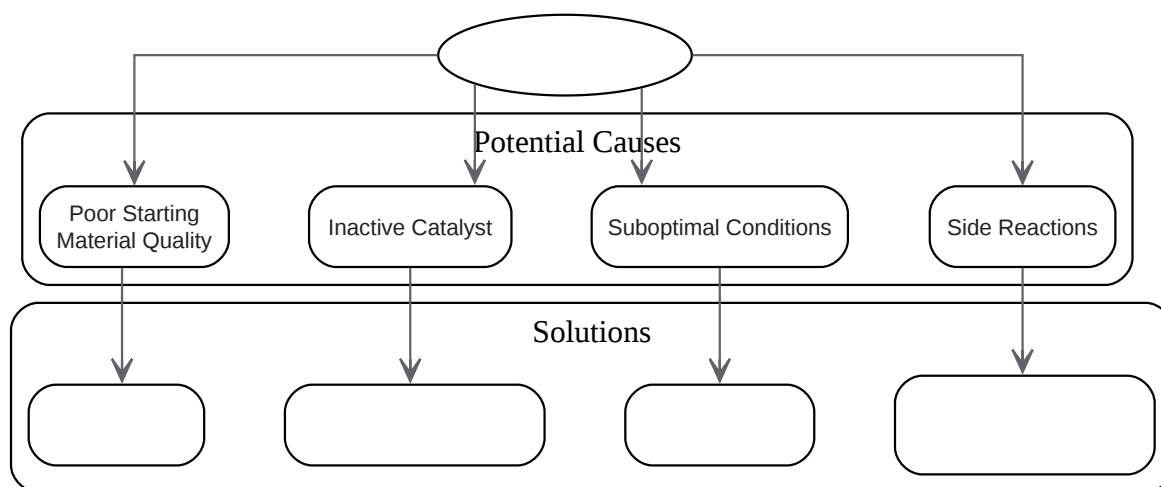 Potential Causes
Poor Starting
Material Quality
Inactive Catalyst
Suboptimal Conditions
Side Reactions
Solutions